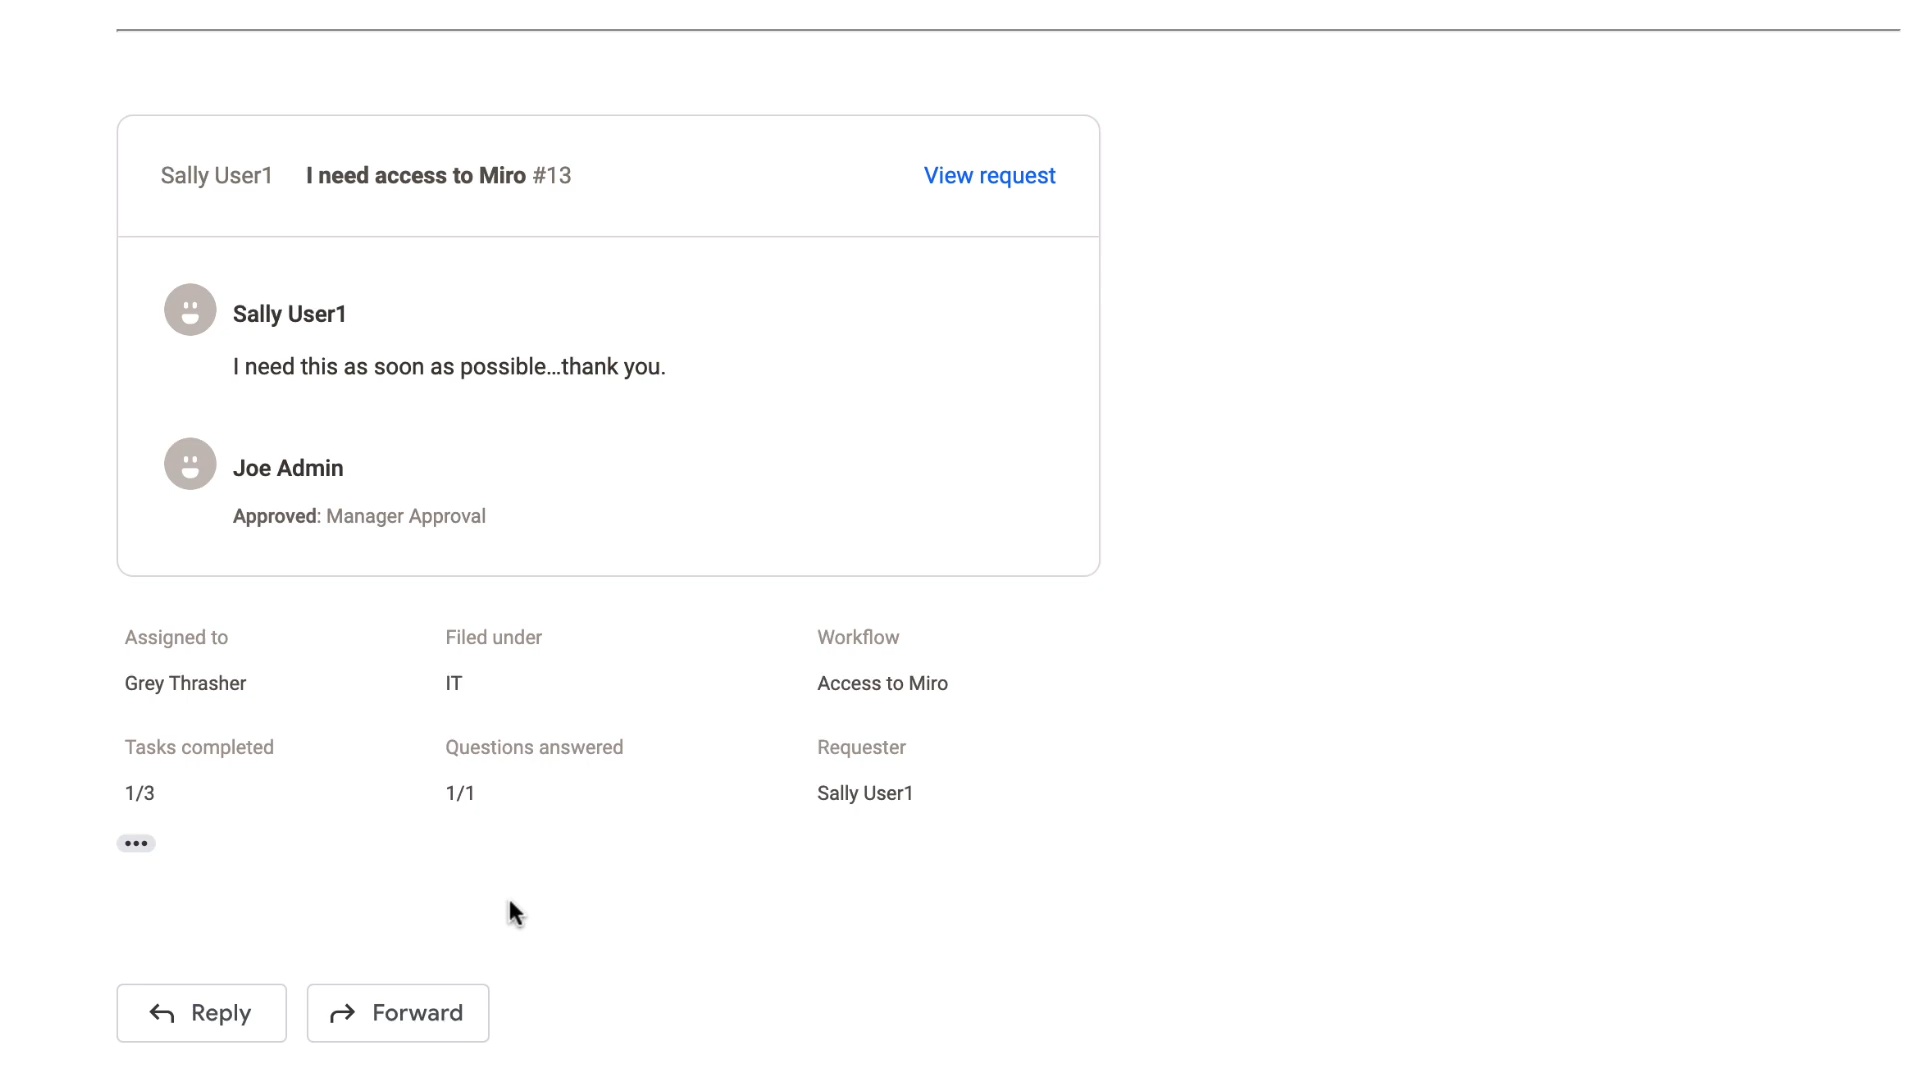 Sally User1 I need access to Miro #13 View request
Sally User1
I need this as soon as possible...thank you.
Joe Admin
Approved: Manager Approval
Assigned to Filed under Workflow
Grey Thrasher IT Access to Miro
Tasks completed Questions answered Requester
1/3 1/1 Sally User1
Reply Forward